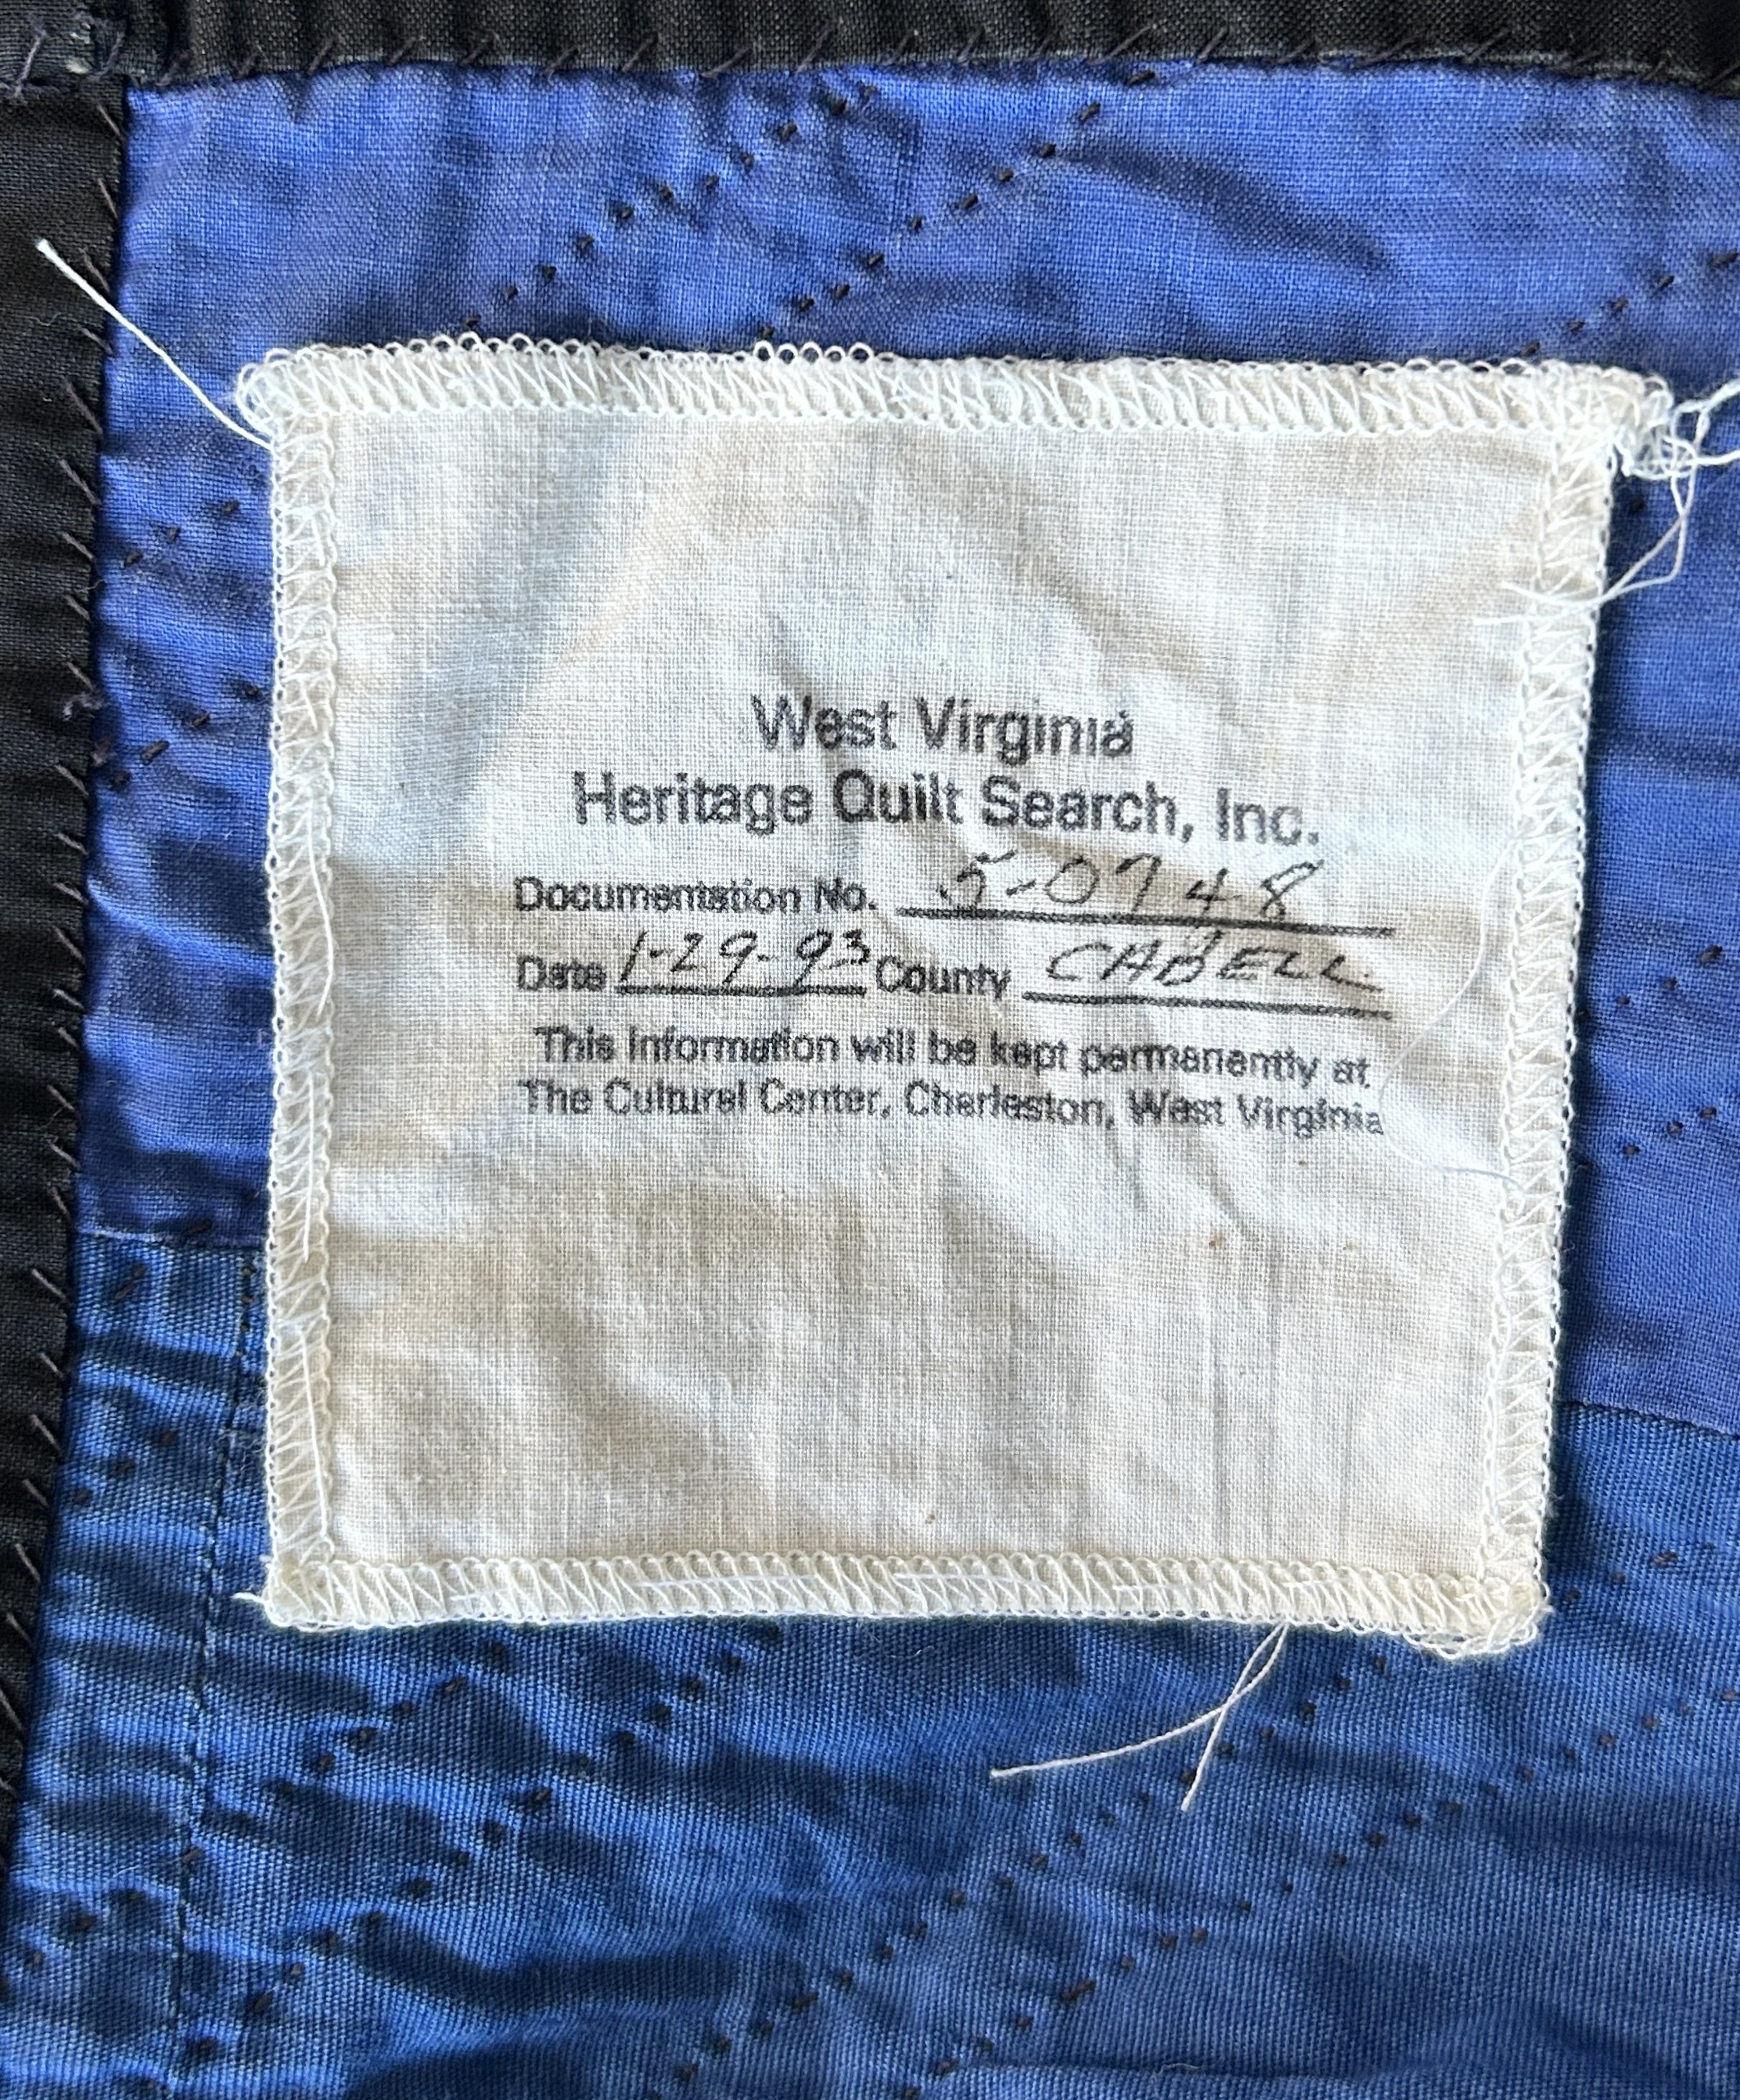 West Virginia
Heritage Quilt Search, Inc.
Documentation No. 5-0748
Date 1-29-93 County CABELL
This information will be kept permanently at
The Cultural Center, Charleston, West Virginia